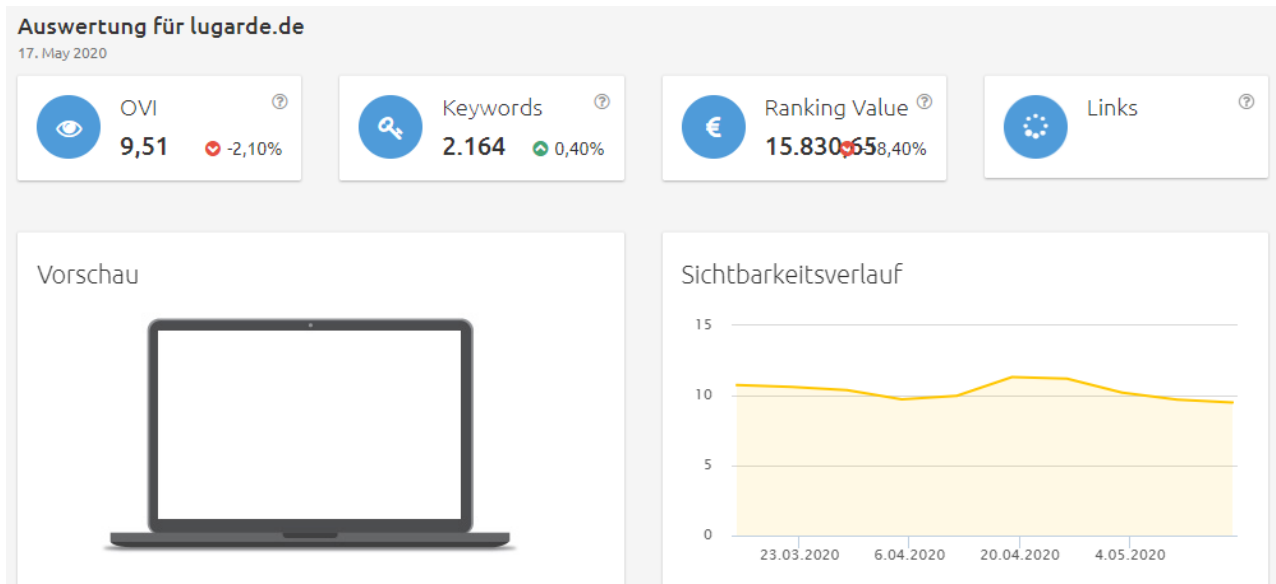 Auswertung für lugarde.de
17. May 2020
OVI
9,51 -2,10%
Keywords
2.164 0,40%
Ranking Value
15.830,65
Links
Vorschau
Sichtbarkeitsverlauf
15
10
5
0
23.03.2020 6.04.2020 20.04.2020 4.05.2020